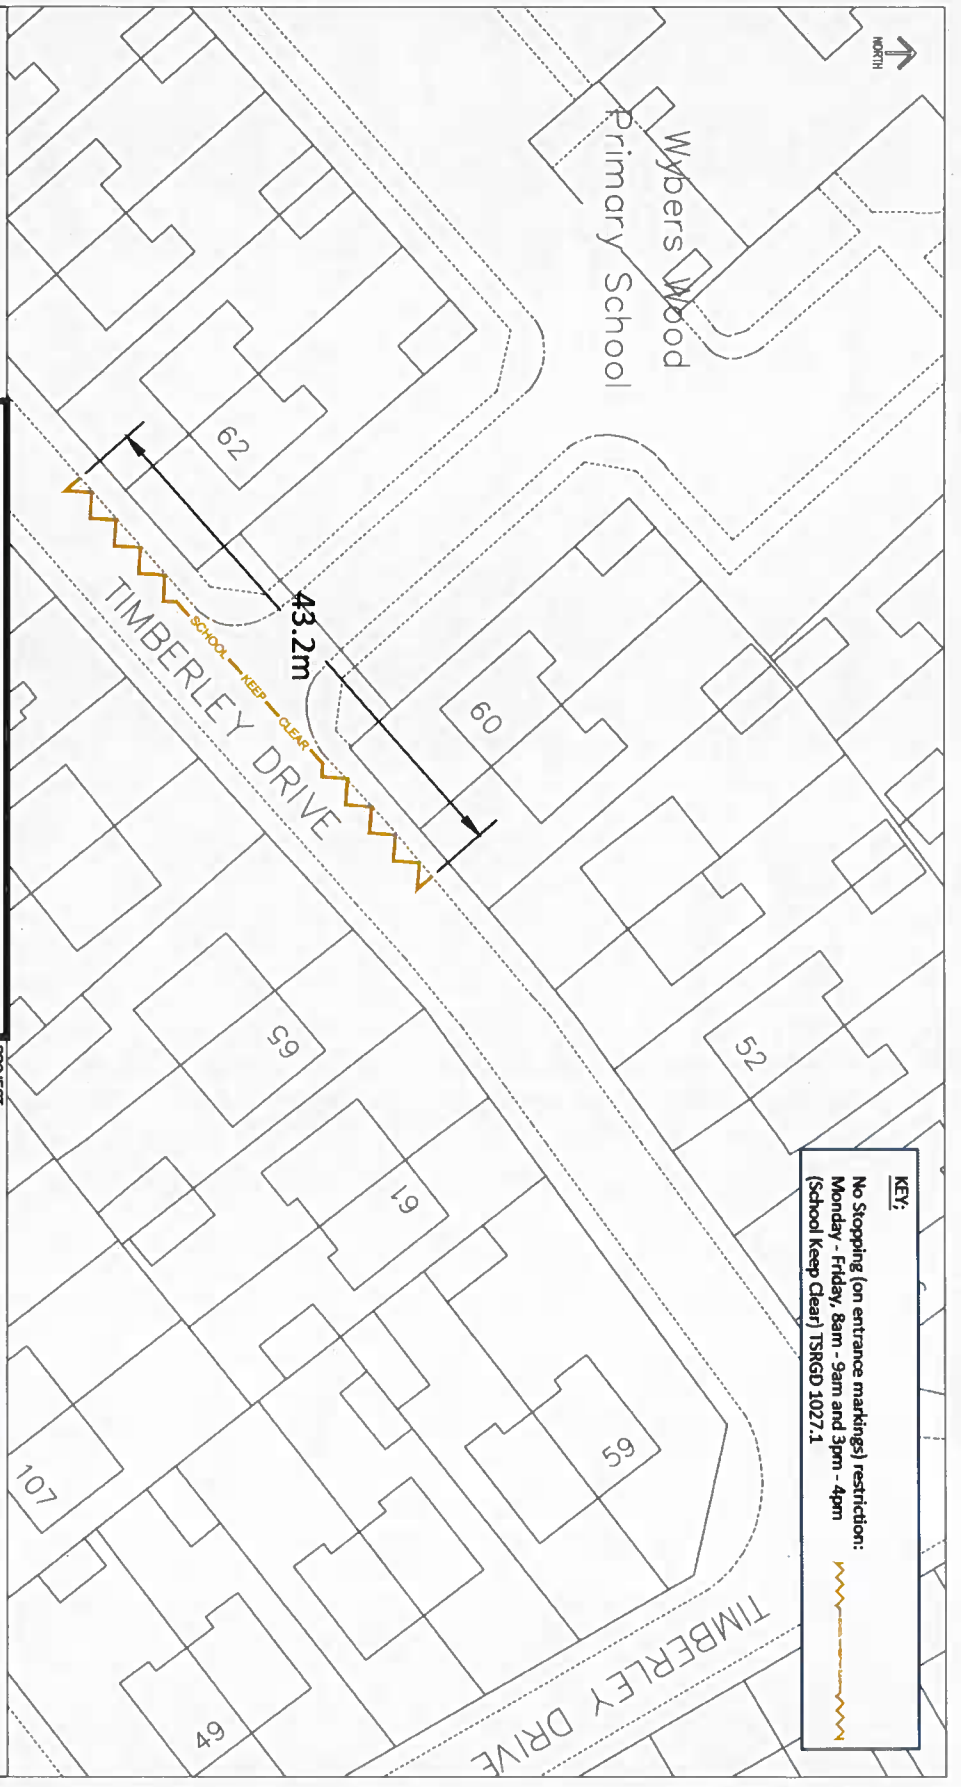 NORTH
Wybers Wood
Primary School
KEY:
No Stopping (on entrance markings) restriction:
Monday - Friday, 8am - 9am and 3pm - 4pm
(School Keep Clear) TSRGD 1027.1
62
60
52
43.2m
SCHOOL KEEP CLEAR
TIMBERLEY DRIVE
65
61
59
107
49
TIMBERLEY DRIVE